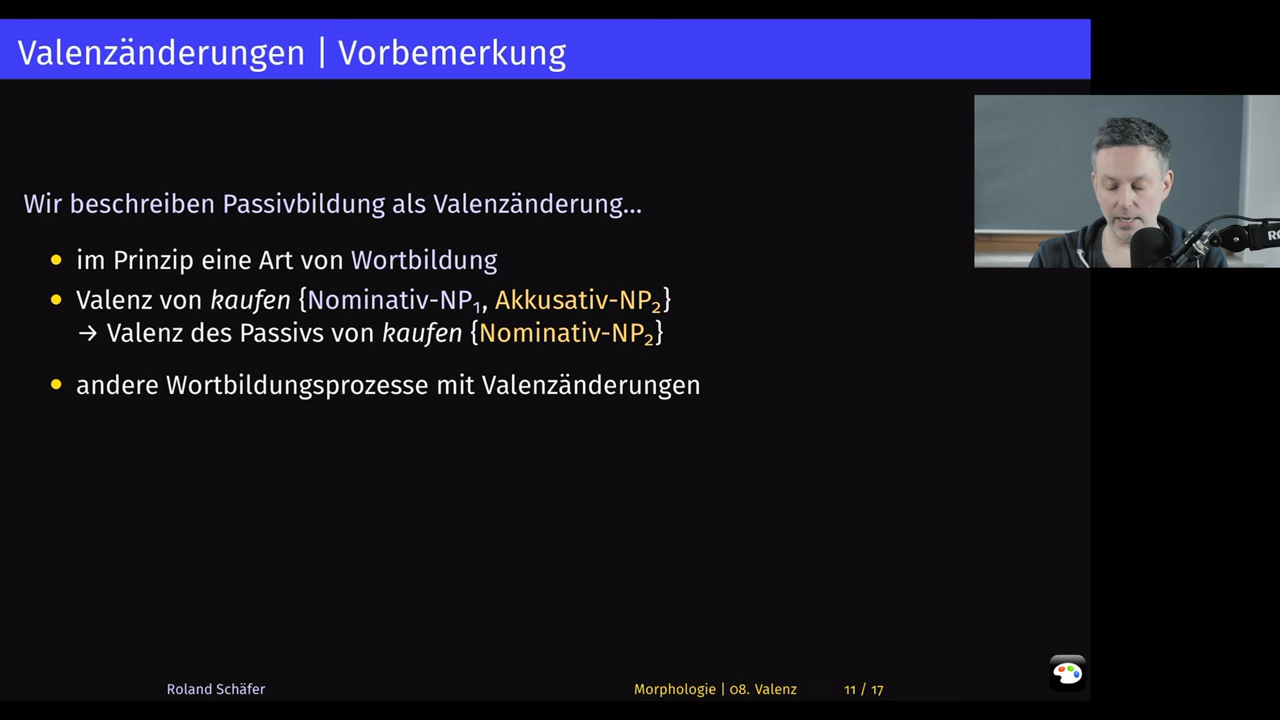 Valenzänderungen | Vorbemerkung
Wir beschreiben Passivbildung als Valenzänderung...
• im Prinzip eine Art von Wortbildung
• Valenz von kaufen {Nominativ-NP₁, Akkusativ-NP₂}
→ Valenz des Passivs von kaufen {Nominativ-NP₂}
• andere Wortbildungsprozesse mit Valenzänderungen
Roland Schäfer
Morphologie | 08. Valenz
11 / 17